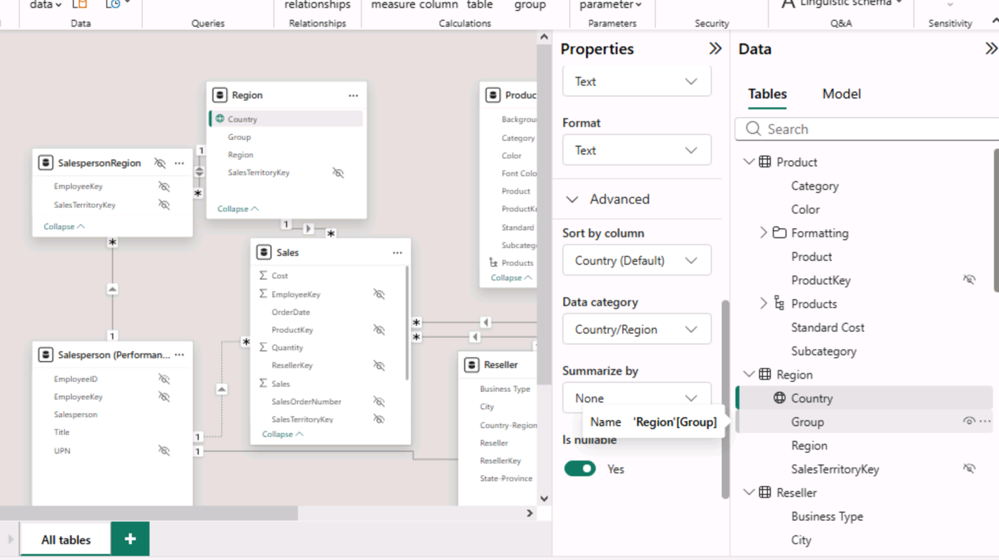 data
relationships
measure column table
group
parameter
Linguistic schema
Data
Queries
Relationships
Calculations
Parameters
Security
Q&A
Sensitivity
Region
Country
Group
Region
SalesTerritoryKey
Collapse
SalespersonRegion
EmployeeKey
SalesTerritoryKey
Collapse
1
*
1
*
*
1
Sales
Cost
EmployeeKey
OrderDate
ProductKey
Quantity
ResellerKey
Sales
SalesOrderNumber
SalesTerritoryKey
Collapse
*
*
*
1
1
Salesperson (Performan...
EmployeeID
EmployeeKey
Salesperson
Title
UPN
Produc
Backgrou
Category
Color
Font Colo
Product
ProductKe
Standard
Subcatego
Products
Collapse
Reseller
Business Type
City
Country-Region
Reseller
ResellerKey
State-Province
All tables
+
Properties
Text
Format
Text
Advanced
Sort by column
Country (Default)
Data category
Country/Region
Summarize by
None
Name 'Region'[Group]
Is nullable
Yes
Data
Tables Model
Search
Product
Category
Color
Formatting
Product
ProductKey
Products
Standard Cost
Subcategory
Region
Country
Group
Region
SalesTerritoryKey
Reseller
Business Type
City